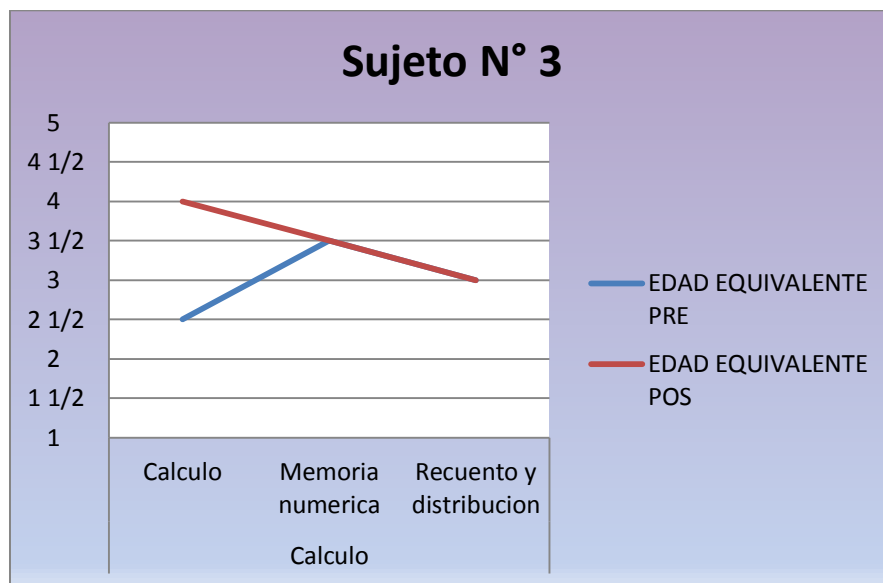 Sujeto N° 3
5
4 1/2
4
3 1/2
3
2 1/2
2
1 1/2
1
Calculo
Memoria
numerica
Recuento y
distribucion
Calculo
EDAD EQUIVALENTE
PRE
EDAD EQUIVALENTE
POS